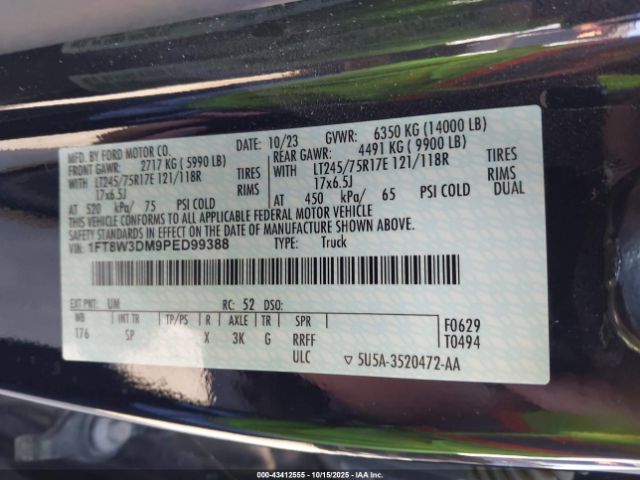 MFD. BY FORD MOTOR CO.
DATE: 10/23 GVWR: 6350 KG (14000 LB)
FRONT GAWR: 2717 KG (5990 LB)
REAR GAWR: 4491 KG (9900 LB)
WITH LT245/75R17E 121/118R TIRES
WITH LT245/75R17E 121/118R TIRES
17x6.5J RIMS
17x6.5J RIMS
AT 520 kPa/ 75 PSI COLD
AT 450 kPa/ 65 PSI COLD DUAL
THIS VEHICLE CONFORMS TO ALL APPLICABLE FEDERAL MOTOR VEHICLE
SAFETY STANDARDS IN EFFECT ON THE DATE OF MANUFACTURE SHOWN ABOVE.
VIN: 1FT8W3DM9PED99388 TYPE: Truck
EXT PNT: UM RC: 52 DSO:
WB INT TR TP/PS R AXLE TR SPR
176 SP X 3K G RRFF
ULC
F0629
T0494
▽ 5U5A-3520472-AA
000-43412555 - 10/15/2025 - © IAA Holdings, LLC